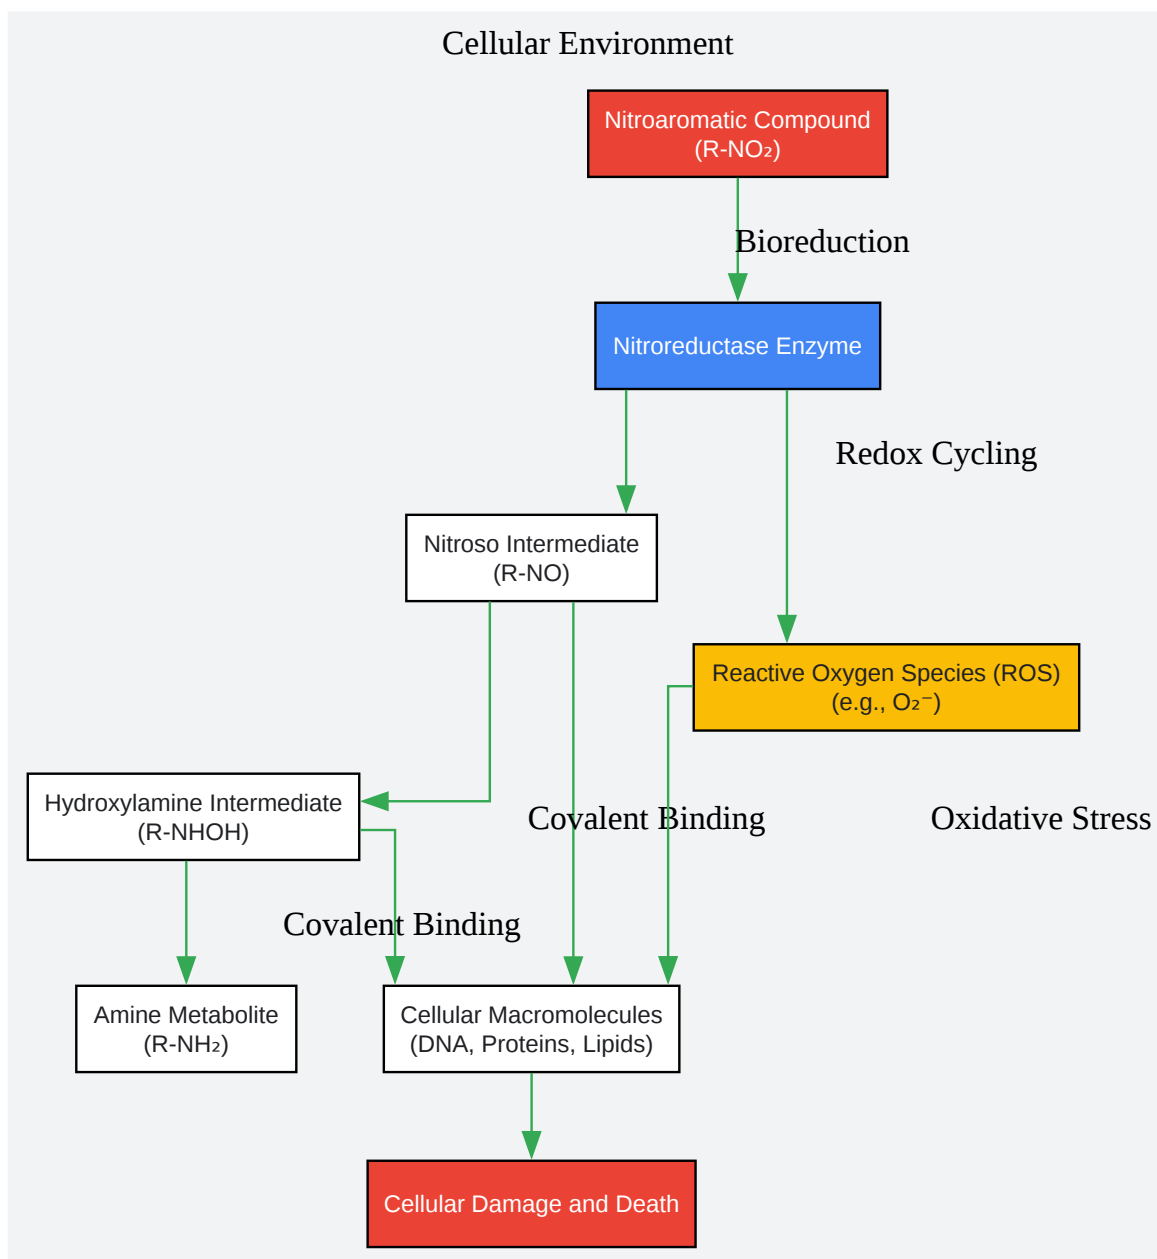 Cellular Environment
Nitroaromatic Compound
(R-NO₂)
Bioreduction
Nitroreductase Enzyme
Redox Cycling
Nitroso Intermediate
(R-NO)
Reactive Oxygen Species (ROS)
(e.g., O₂⁻)
Hydroxylamine Intermediate
(R-NHOH)
Covalent Binding
Oxidative Stress
Covalent Binding
Amine Metabolite
(R-NH₂)
Cellular Macromolecules
(DNA, Proteins, Lipids)
Cellular Damage and Death